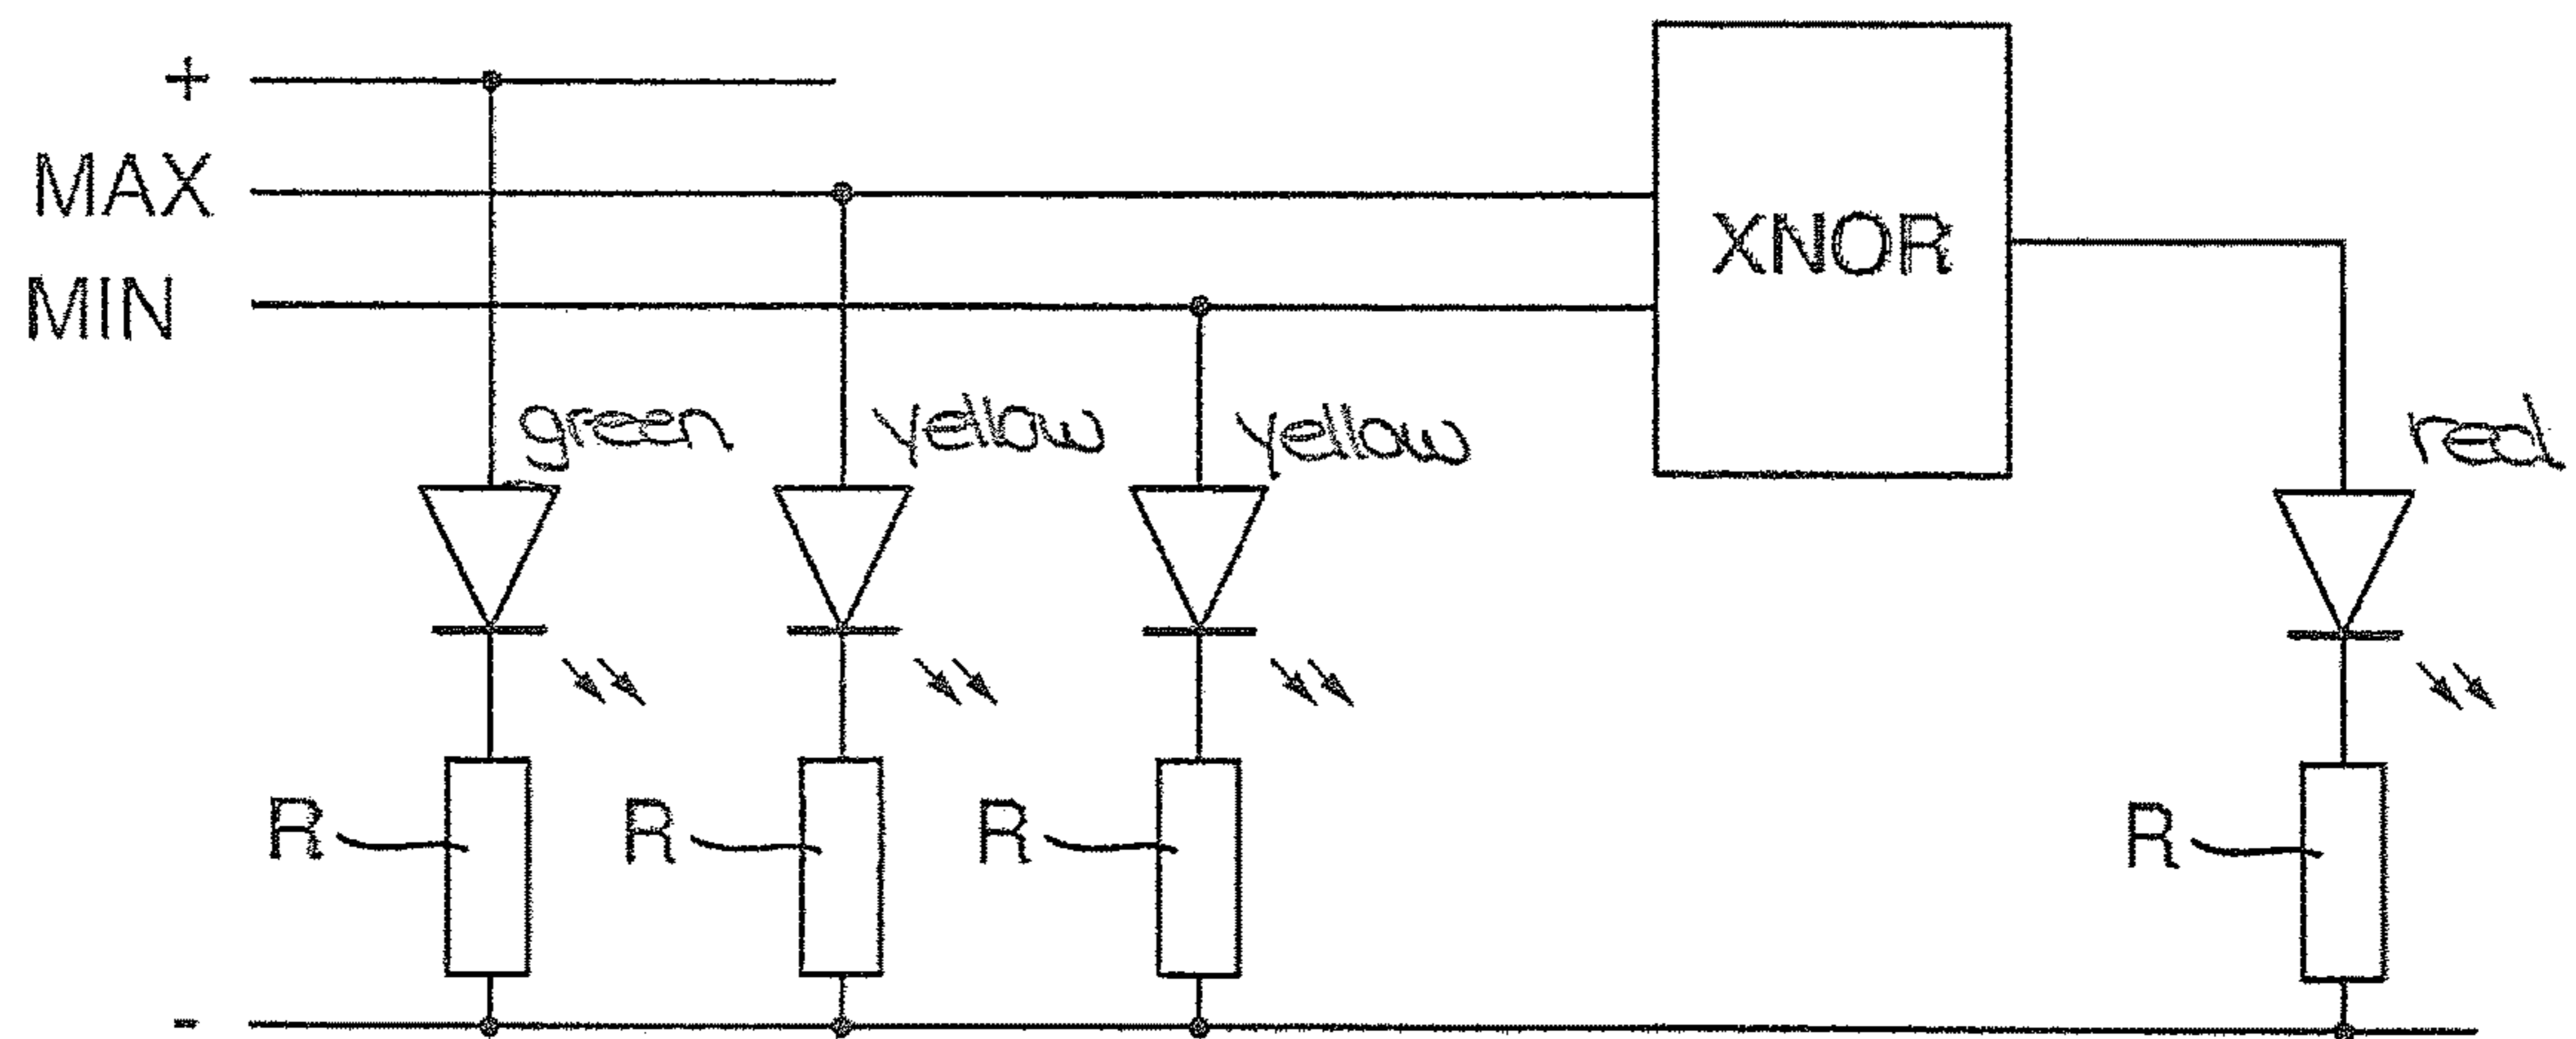 +
MAX
XNOR
MIN
green yellow yellow red
R R R R
-